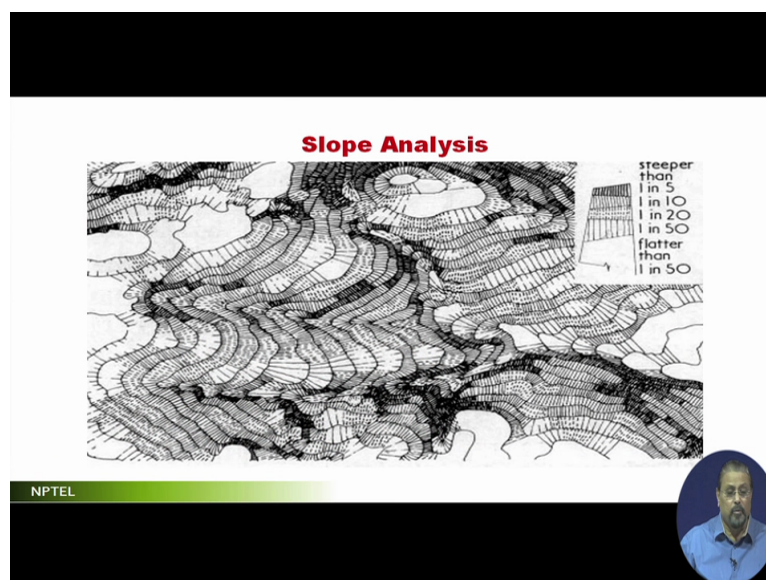 Slope Analysis
steeper
than
1 in 5
1 in 10
1 in 20
1 in 50
flatter
than
1 in 50
NPTEL